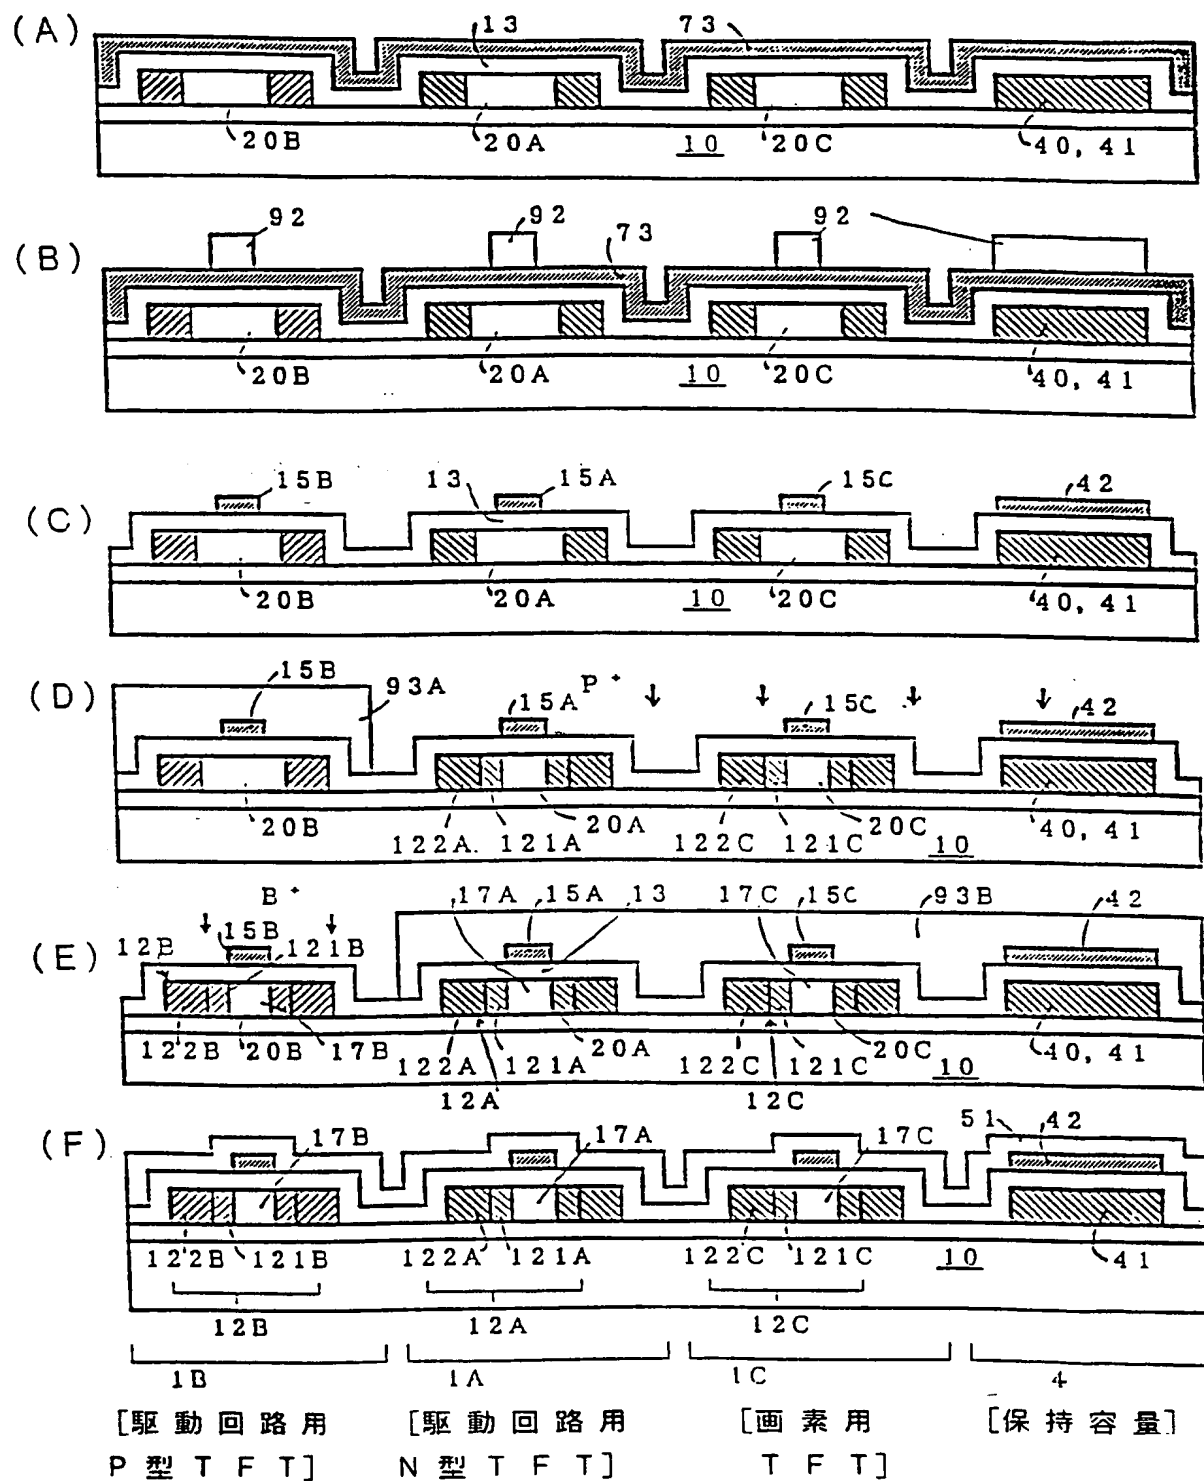 (A)
13 73
20B 20A 10 20C 40, 41
(B)
92 92 92
73
20B 20A 10 20C 40, 41
(C)
15B 13 15A 15C 42
20B 20A 10 20C 40, 41
(D)
15B 93A 15A P+ 15C 42
20B 20A 20C 40, 41
122A 121A 122C 121C 10
(E)
B+ 17A 15A 13 17C 15C 93B 42
12B 15B 121B
122B 20B 17B 122A 121A 20A 122C 121C 20C 40, 41
12A 12C 10
(F)
17B 17A 17C 51 42
122B 121B 122A 121A 122C 121C 10 41
12B 12A 12C
1B 1A 1C 4
[駆動回路用 [駆動回路用 [画素用 [保持容量]
P型TFT] N型TFT] TFT]